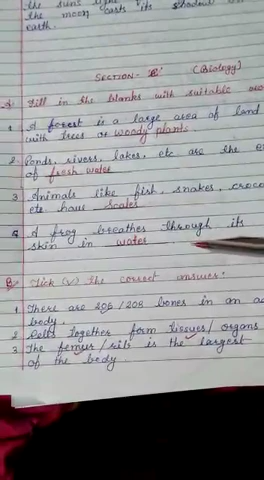 the sun's light
the moon casts its shadow on
earth.
SECTION - 'B' (Biology)
A. Fill in the blanks with suitable
1. A forest is a large area of land
with trees or woody plants.
2. Ponds, rivers, lakes, etc are the
of fresh water
3 Animals like fish, snakes,
etc have scales
4 A frog breathes through its
skin in water
B. Tick (√) the correct answer:
1. There are 206/208 bones in an
body.
2 Cells together form tissues/organs
3 The femur/ribs is the largest
of the body.